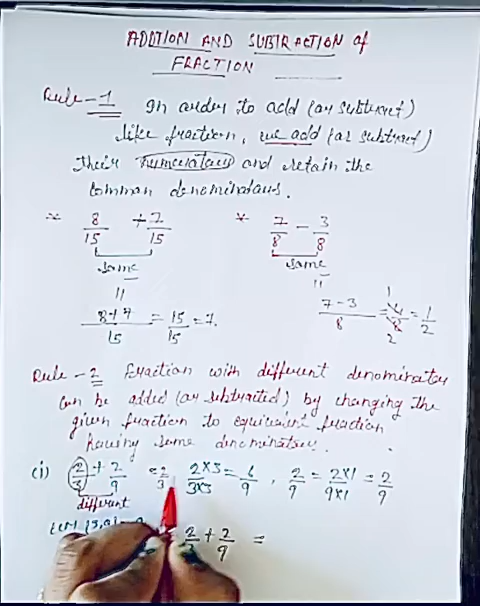 ADDTION AND SUBTRACTION of
FRACTION
Rule-1 In order to add (or subtract)
like fraction, we add (or subtract)
their numerators and retain the
common denominators.
* 8/15 + 7/15 * 7/8 - 3/8
same same
= =
8+7/15 = 15/15 = 1. 7-3/8 = 4/8 = 1/2
Rule-2 Fraction with different denominator
can be added (or subtracted) by changing the
given fraction to equivalent fraction
having same denominator.
(i) 2/3 + 2/9 = 2/3 2×3/3×3 = 6/9, 2/9 = 2×1/9×1 = 2/9
different
2/ + 2/9 =